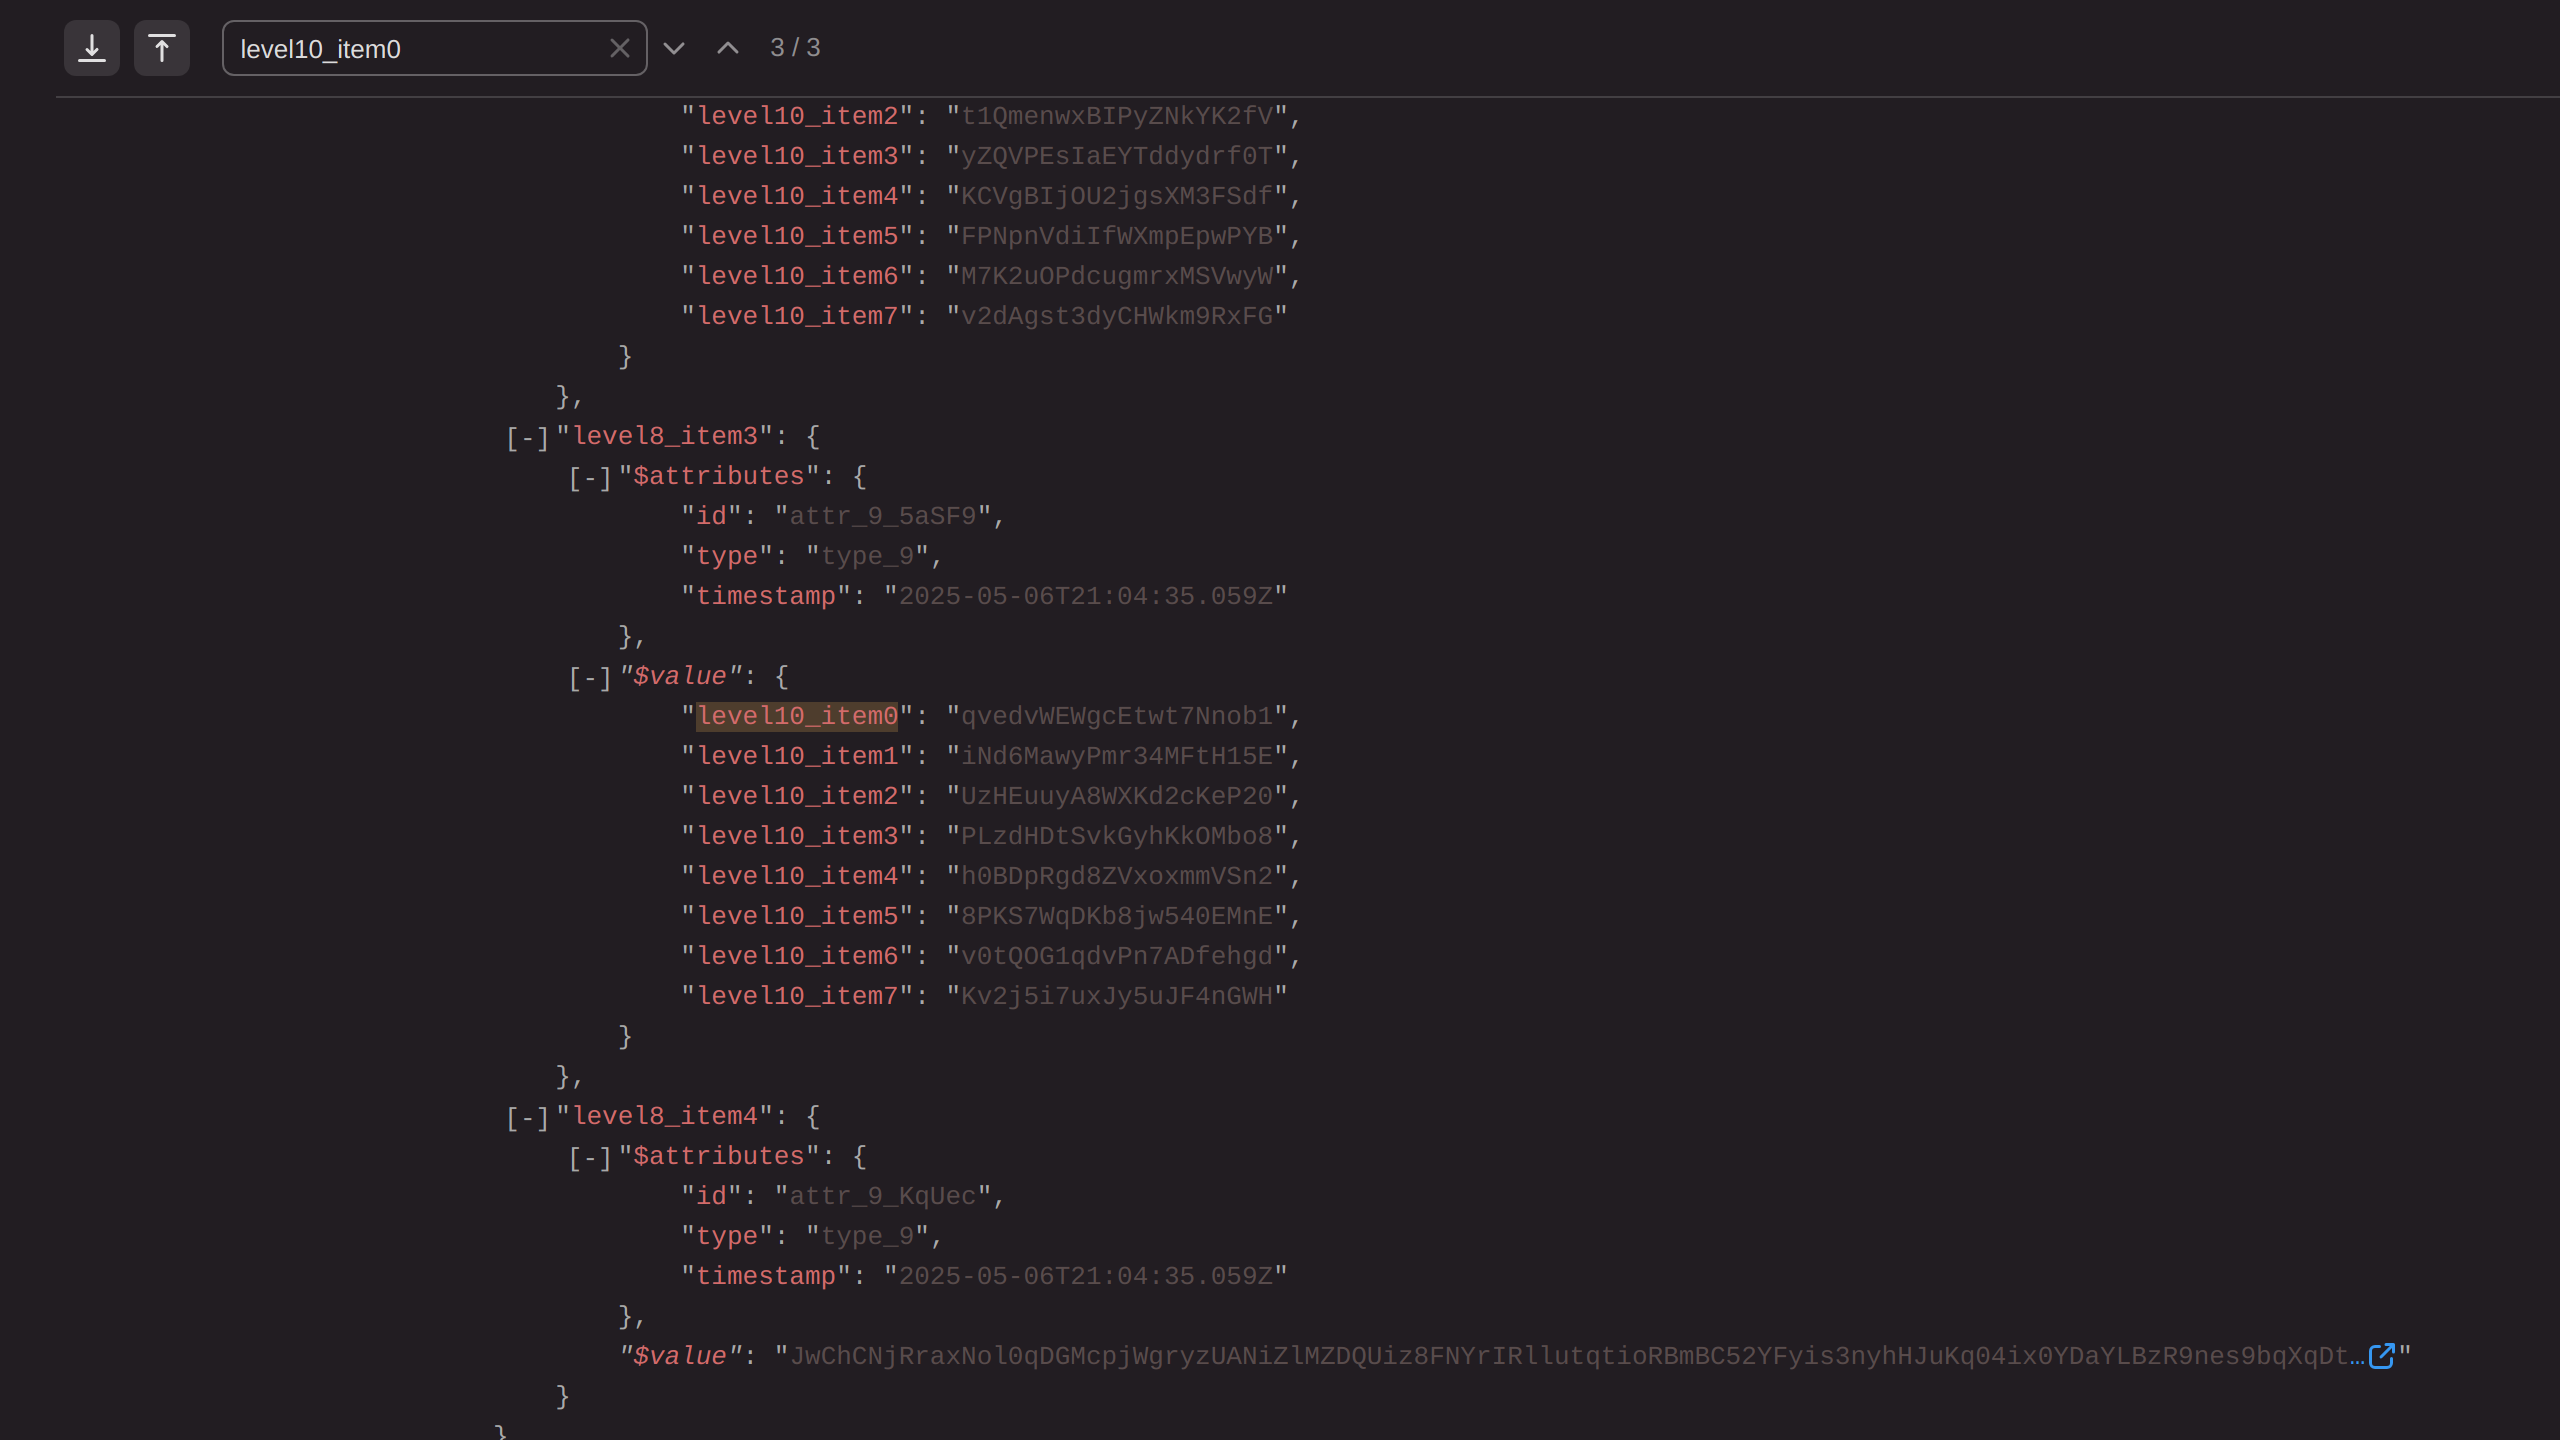 level10_item0 3 / 3
"level10_item2": "t1QmenwxBIPyZNkYK2fV",
"level10_item3": "yZQVPEsIaEYTddydrf0T",
"level10_item4": "KCVgBIjOU2jgsXM3FSdf",
"level10_item5": "FPNpnVdiIfWXmpEpwPYB",
"level10_item6": "M7K2uOPdcugmrxMSVwyW",
"level10_item7": "v2dAgst3dyCHWkm9RxFG"
}
},
[-]"level8_item3": {
[-]"$attributes": {
"id": "attr_9_5aSF9",
"type": "type_9",
"timestamp": "2025-05-06T21:04:35.059Z"
},
[-]"$value": {
"level10_item0": "qvedvWEWgcEtwt7Nnob1",
"level10_item1": "iNd6MawyPmr34MFtH15E",
"level10_item2": "UzHEuuyA8WXKd2cKeP20",
"level10_item3": "PLzdHDtSvkGyhKkOMbo8",
"level10_item4": "h0BDpRgd8ZVxoxmmVSn2",
"level10_item5": "8PKS7WqDKb8jw540EMnE",
"level10_item6": "v0tQOG1qdvPn7ADfehgd",
"level10_item7": "Kv2j5i7uxJy5uJF4nGWH"
}
},
[-]"level8_item4": {
[-]"$attributes": {
"id": "attr_9_KqUec",
"type": "type_9",
"timestamp": "2025-05-06T21:04:35.059Z"
},
"$value": "JwChCNjRraxNol0qDGMcpjWgryzUANiZlMZDQUiz8FNYrIRllutqtioRBmBC52YFyis3nyhHJuKq04ix0YDaYLBzR9nes9bqXqDt…"
}
}